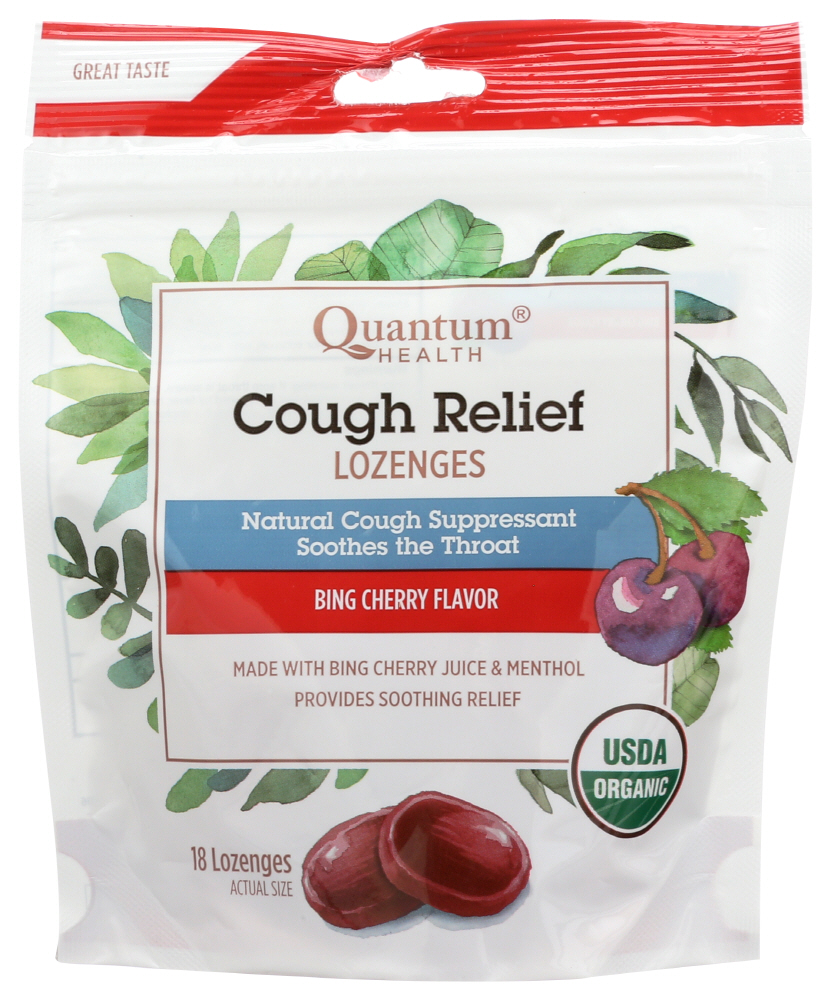 GREAT TASTE
Quantum®
HEALTH
Cough Relief
LOZENGES
Natural Cough Suppressant
Soothes the Throat
BING CHERRY FLAVOR
MADE WITH BING CHERRY JUICE & MENTHOL
PROVIDES SOOTHING RELIEF
USDA
ORGANIC
18 Lozenges
ACTUAL SIZE